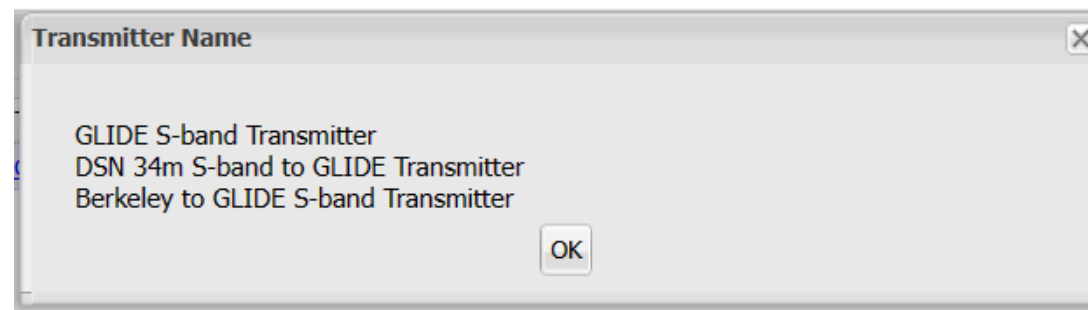 Transmitter Name
GLIDE S-band Transmitter
DSN 34m S-band to GLIDE Transmitter
Berkeley to GLIDE S-band Transmitter
OK